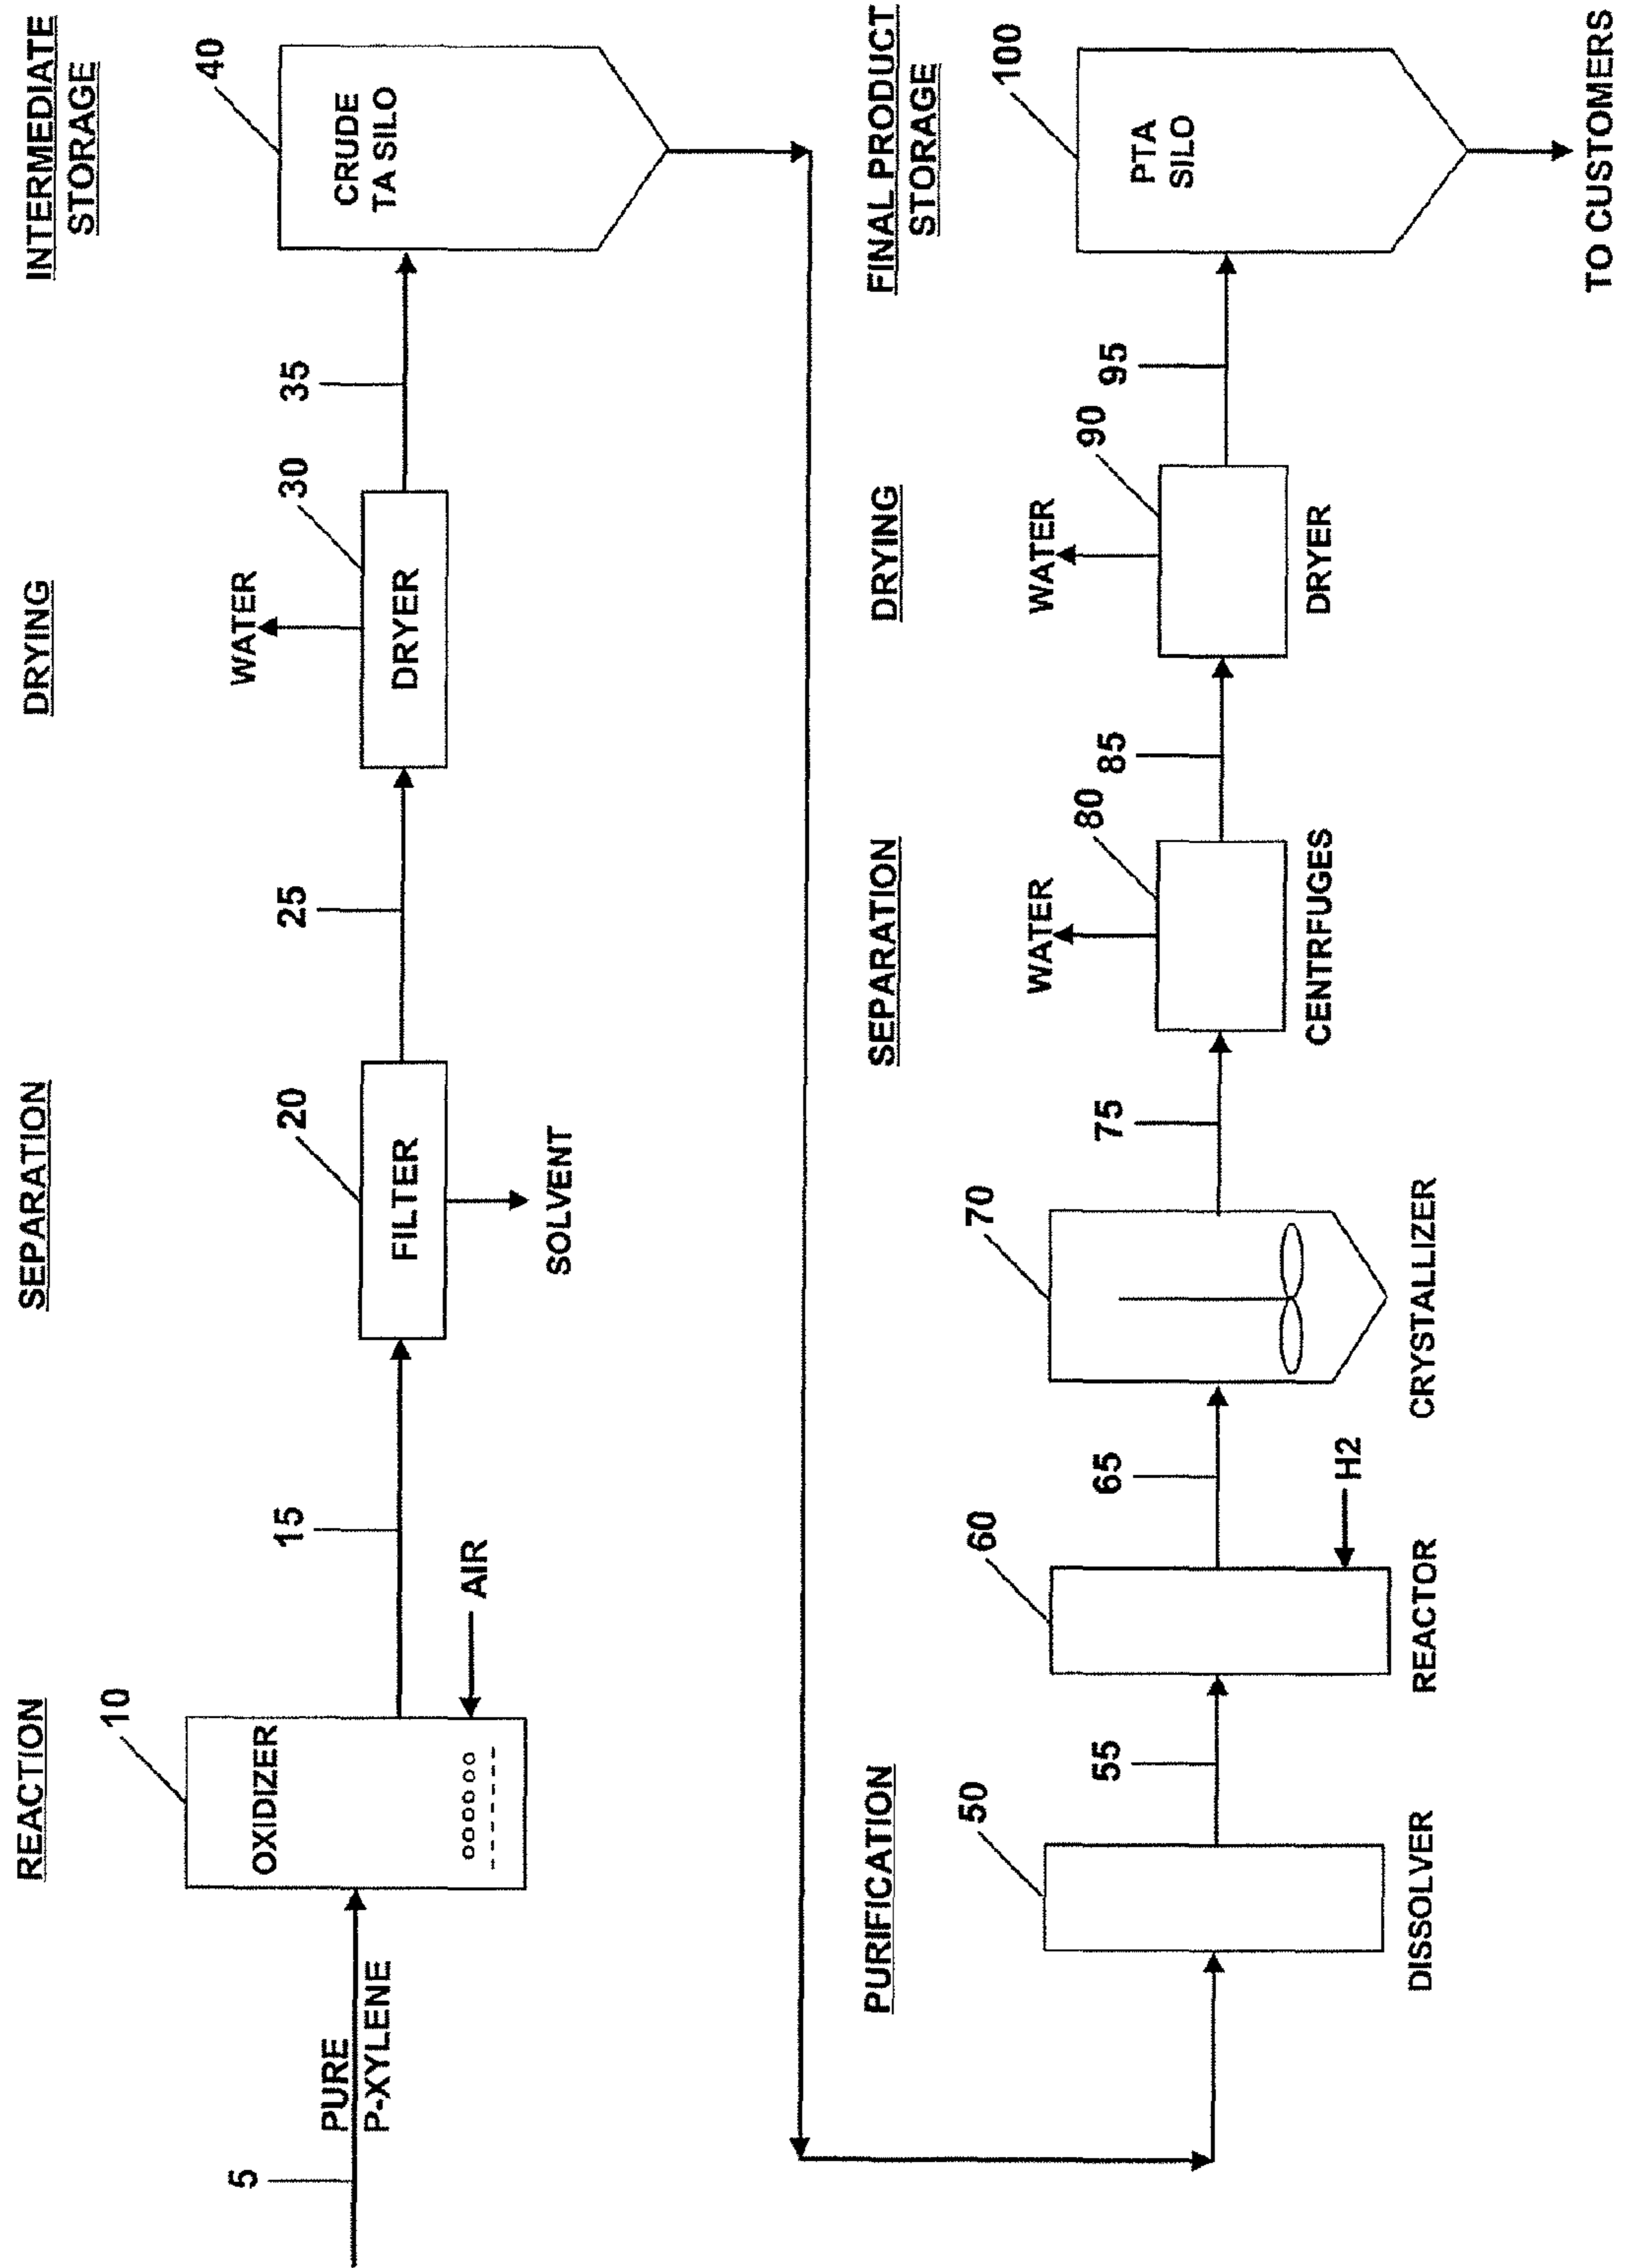 REACTION
SEPARATION
DRYING
INTERMEDIATE
STORAGE
5
PURE
P-XYLENE
10
OXIDIZER
AIR
15
20
FILTER
SOLVENT
25
WATER
30
DRYER
35
40
CRUDE
TA SILO
PURIFICATION
SEPARATION
DRYING
FINAL PRODUCT
STORAGE
50
DISSOLVER
55
60
REACTOR
H2
65
70
CRYSTALLIZER
75
WATER
80
CENTRFUGES
85
WATER
90
DRYER
95
100
PTA
SILO
TO CUSTOMERS